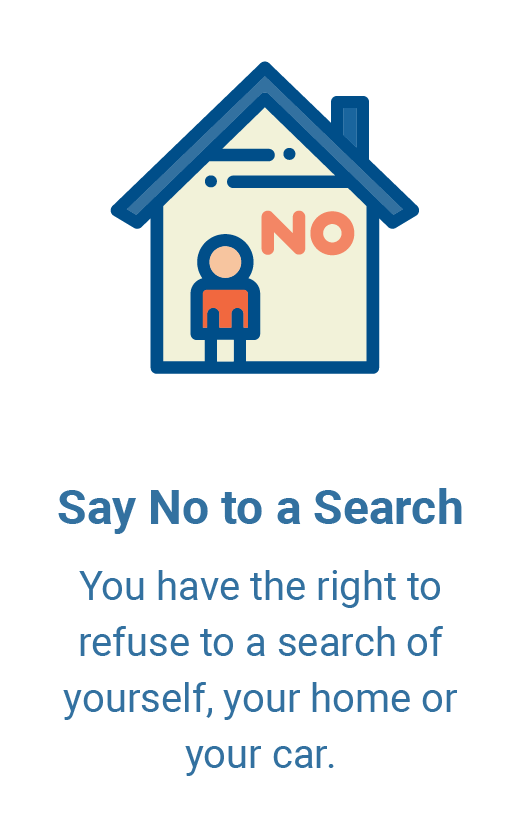 NO
Say No to a Search
You have the right to
refuse to a search of
yourself, your home or
your car.